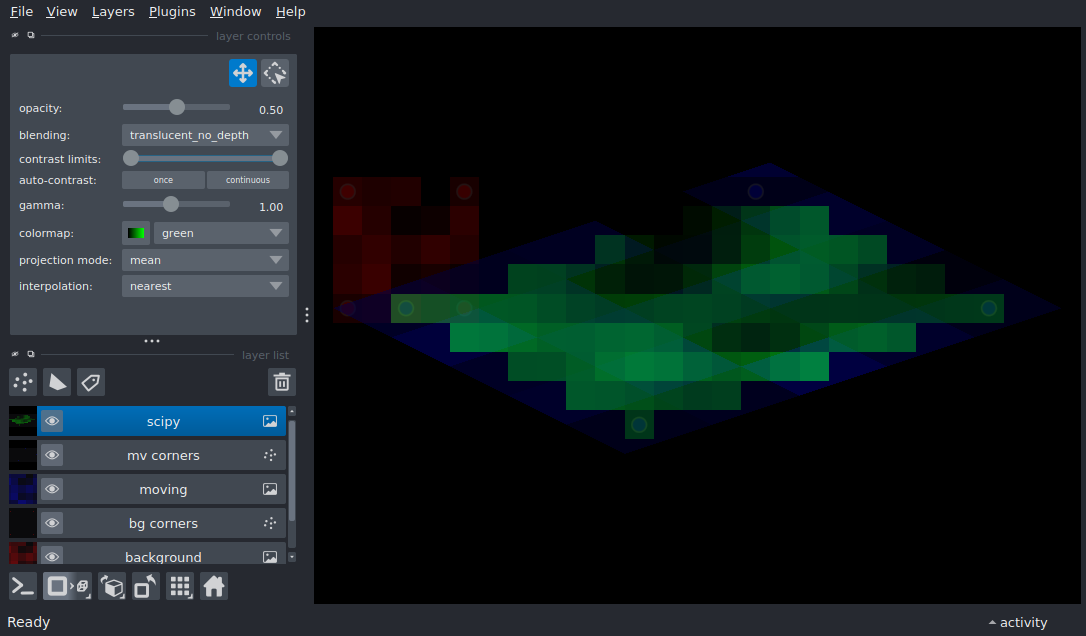 File View Layers Plugins Window Help
layer controls
opacity: 0.50
blending: translucent_no_depth
contrast limits:
auto-contrast: once continuous
gamma: 1.00
colormap: green
projection mode: mean
interpolation: nearest
layer list
scipy
mv corners
moving
bg corners
background
Ready activity